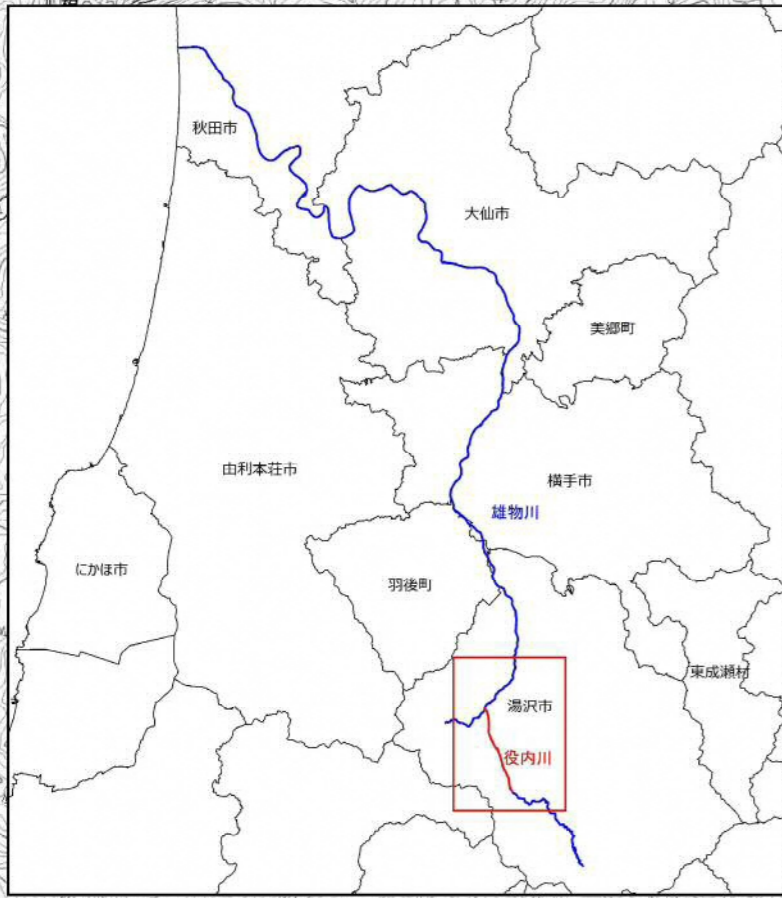 秋田市
大仙市
美郷町
由利本荘市
横手市
雄物川
にかほ市
羽後町
東成瀬村
湯沢市
役内川